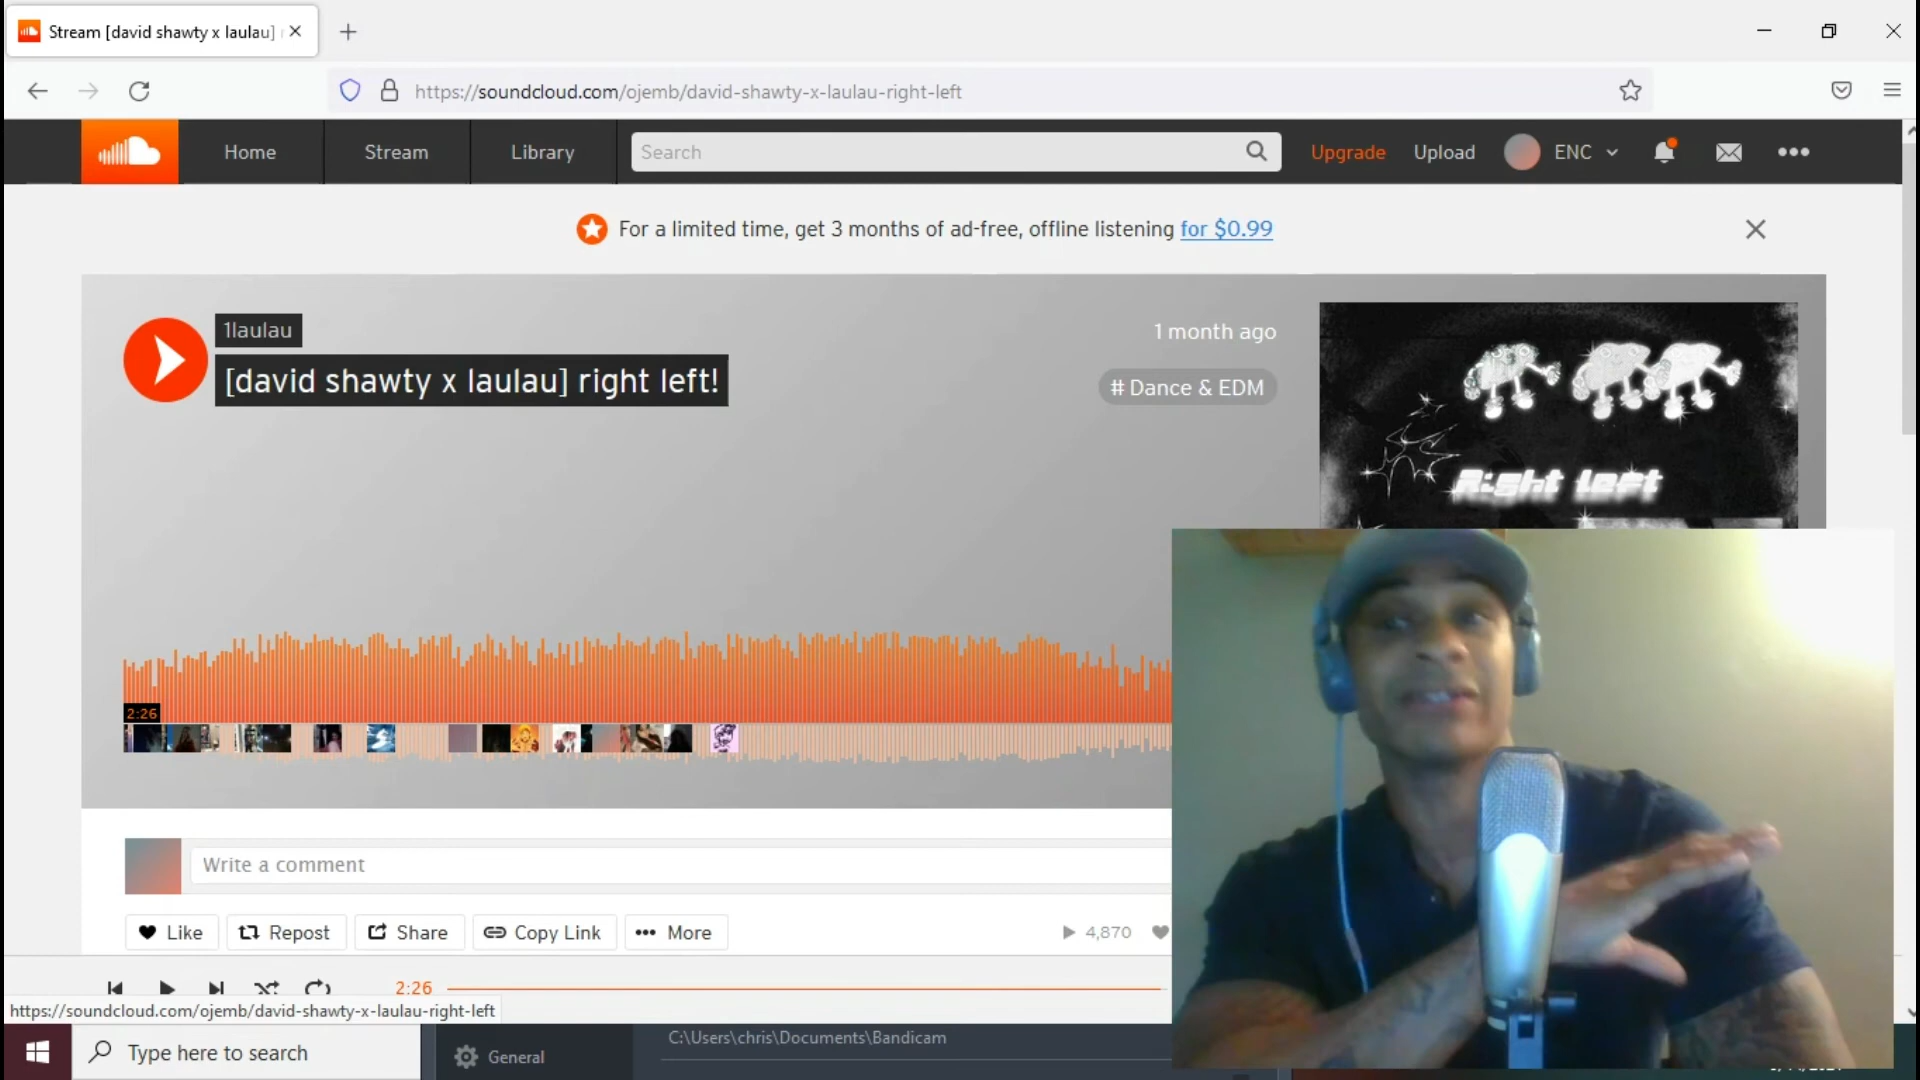 Stream [david shawty x laulau]
https://soundcloud.com/ojemb/david-shawty-x-laulau-right-left
Home
Stream
Library
Search
Upgrade
Upload
ENC
For a limited time, get 3 months of ad-free, offline listening for $0.99
1laulau
1 month ago
[david shawty x laulau] right left!
# Dance & EDM
Right left
2:26
Write a comment
Like
Repost
Share
Copy Link
More
4,870
2:26
https://soundcloud.com/ojemb/david-shawty-x-laulau-right-left
Type here to search
General
C:\Users\chris\Documents\Bandicam